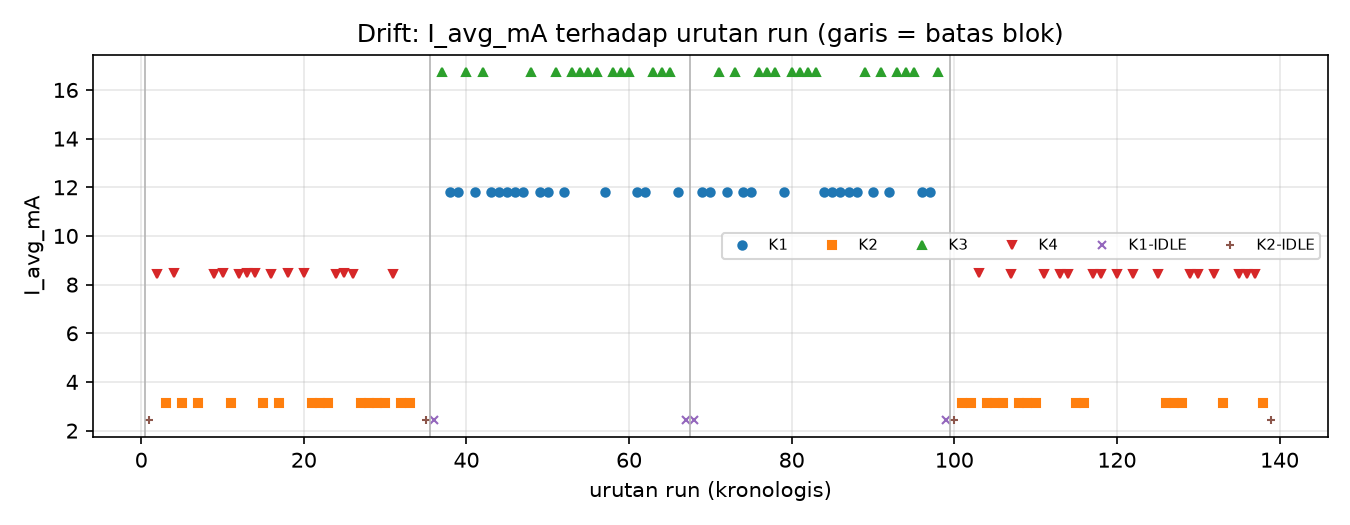 Drift: I_avg_mA terhadap urutan run (garis = batas blok)
I_avg_mA
16
14
12
10
8
6
4
2
K1 K2 K3 K4 K1-IDLE K2-IDLE
0 20 40 60 80 100 120 140
urutan run (kronologis)